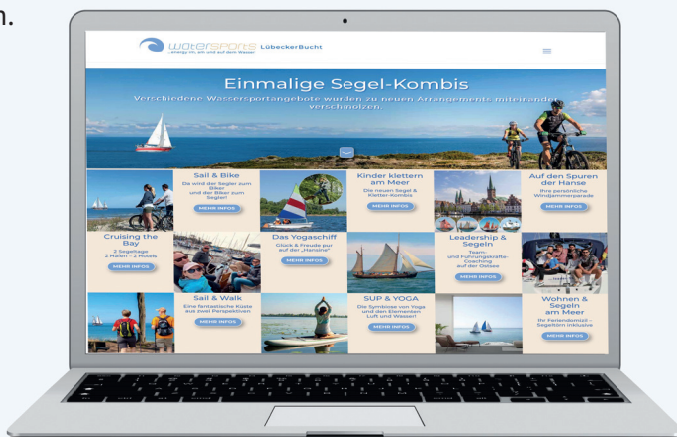 n.
watersports LübeckerBucht
...energy im, am und auf dem Wasser
Einmalige Segel-Kombis
Verschiedene Wassersportangebote wurden zu neuen Arrangements miteinander
verschmolzen.
Sail & Bike
Da wird der Segler zum
Biker
und der Biker zum
Segler!
MEHR INFOS
Kinder klettern
am Meer
Die neuen Segel &
Kletter-Kombis
MEHR INFOS
Auf den Spuren
der Hanse
Ihre persönliche
Windjammerparade
MEHR INFOS
Cruising the
Bay
2 Segeltage
2 Häfen – 2 Hotels
MEHR INFOS
Das Yogaschiff
Glück & Freude pur
auf der „Hansine"
MEHR INFOS
Leadership &
Segeln
Team-
und Führungskräfte-
Coaching
auf der Ostsee
MEHR INFOS
Sail & Walk
Eine fantastische Küste
aus zwei Perspektiven
MEHR INFOS
SUP & YOGA
Die Symbiose von Yoga
und den Elementen
Luft und Wasser!
MEHR INFOS
Wohnen &
Segeln
am Meer
Ihr Feriendomizil –
Segeltörn inklusive
MEHR INFOS